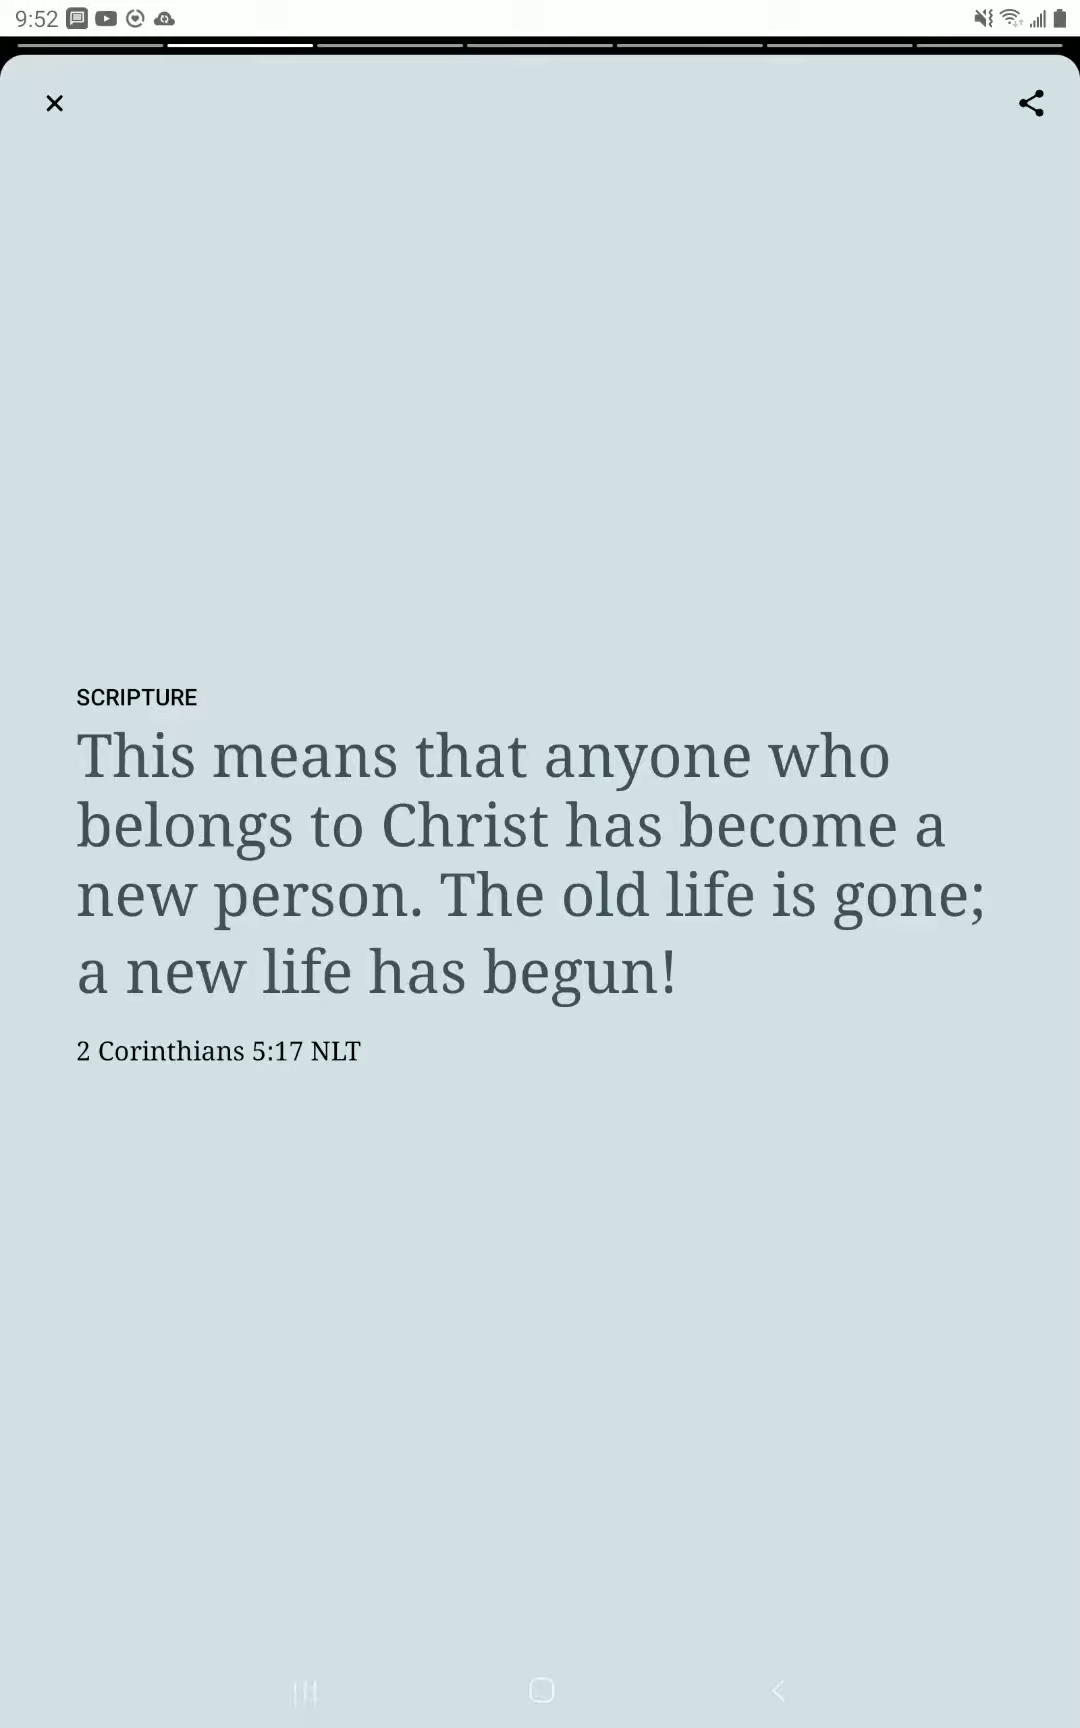 9:52
SCRIPTURE
This means that anyone who
belongs to Christ has become a
new person. The old life is gone;
a new life has begun!
2 Corinthians 5:17 NLT